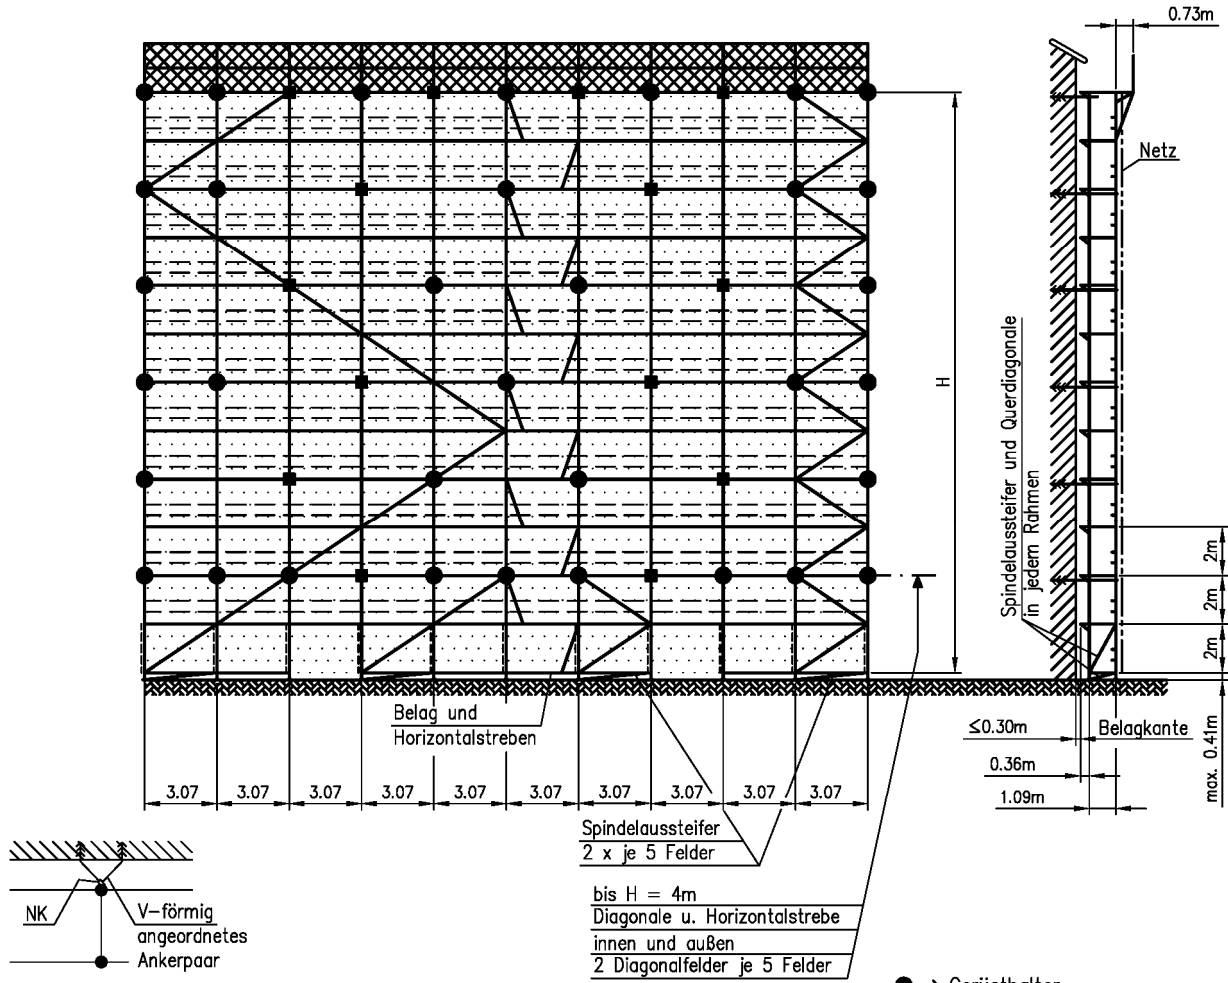 0.73m
Netz
H
Spindelaussteifer und Querdiagonale
in jedem Rahmen
2m
2m
2m
max. 0.41m
≤0.30m
Belagkante
0.36m
1.09m
Belag und
Horizontalstreben
3.07 3.07 3.07 3.07 3.07 3.07 3.07 3.07 3.07 3.07
Spindelaussteifer
2 x je 5 Felder
bis H = 4m
Diagonale u. Horizontalstrebe
innen und außen
2 Diagonalfelder je 5 Felder
NK
V-förmig
angeordnetes
Ankerpaar